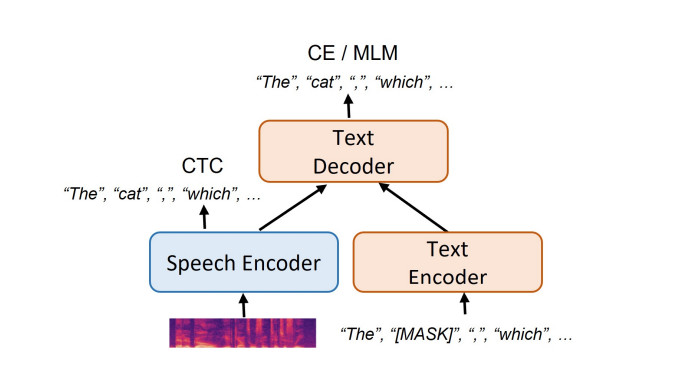 CE / MLM
“The”, “cat”, “,”, “which”, …
Text
Decoder
CTC
“The”, “cat”, “,”, “which”, …
Speech Encoder
Text
Encoder
“The”, “[MASK]”, “,”, “which”, …